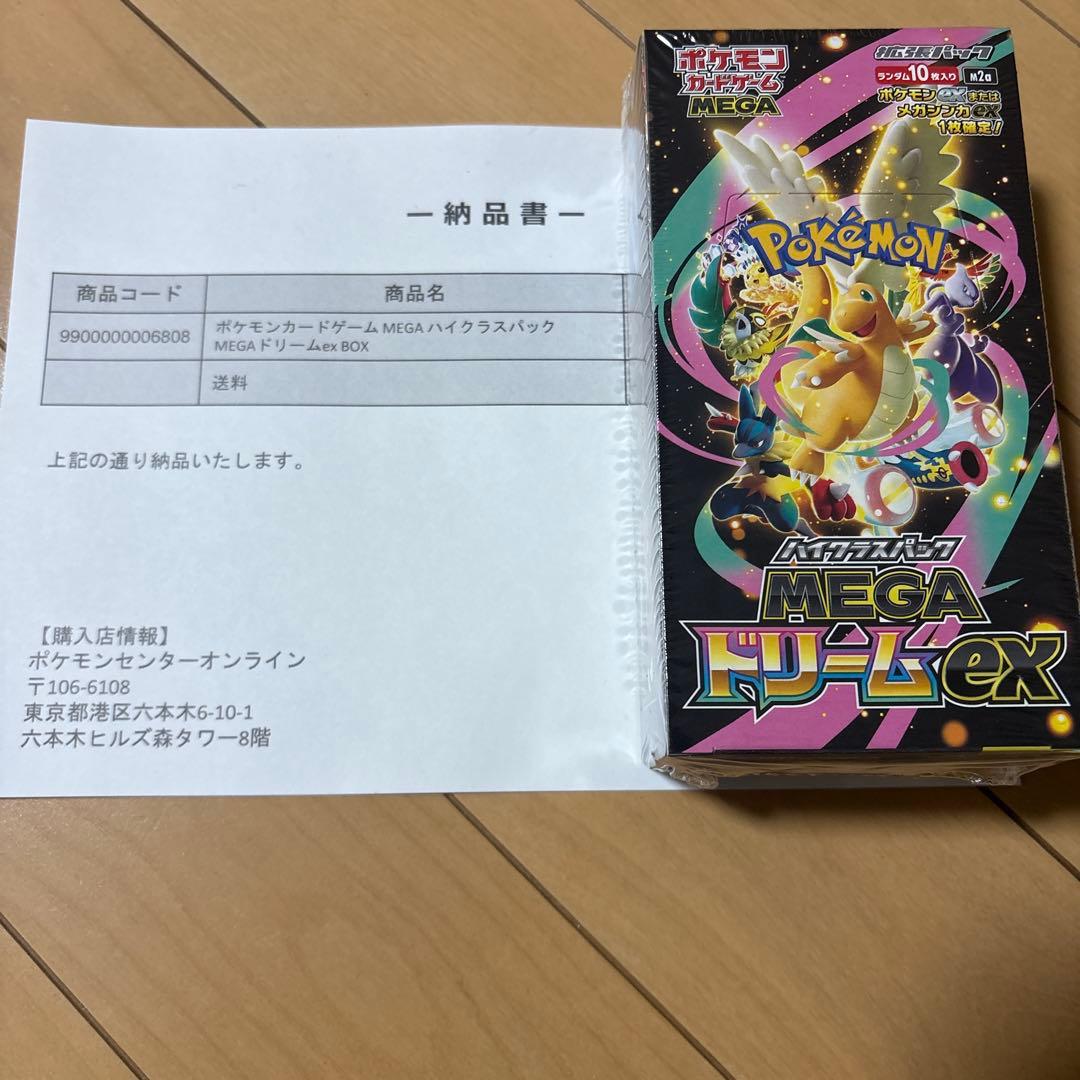 ー納品書ー
商品コード 商品名
9900000006808 ポケモンカードゲーム MEGA ハイクラスパック
MEGAドリームex BOX
送料
上記の通り納品いたします。
【購入店情報】
ポケモンセンターオンライン
〒106-6108
東京都港区六本木6-10-1
六本木ヒルズ森タワー8階
ポケモン
カードゲーム
MEGA
拡張パック
ランダム10枚入り M2a
ポケモンexまたは
メガシンカex
1枚確定!
POKéMON
ハイクラスパック
MEGA
ドリームex